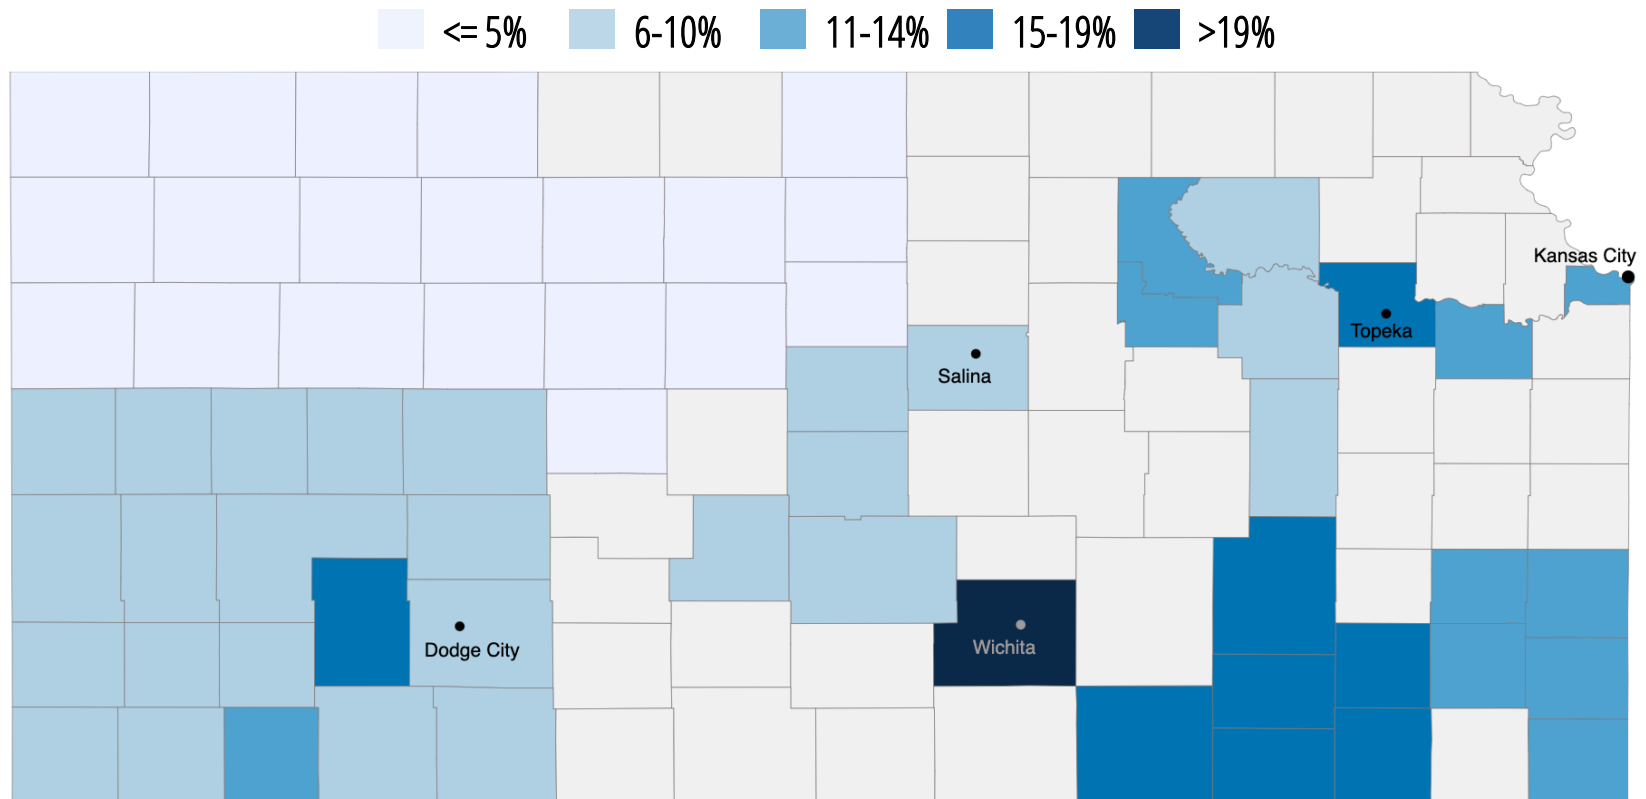 <= 5% 6-10% 11-14% 15-19% >19%
Kansas City
Topeka
Salina
Dodge City
Wichita